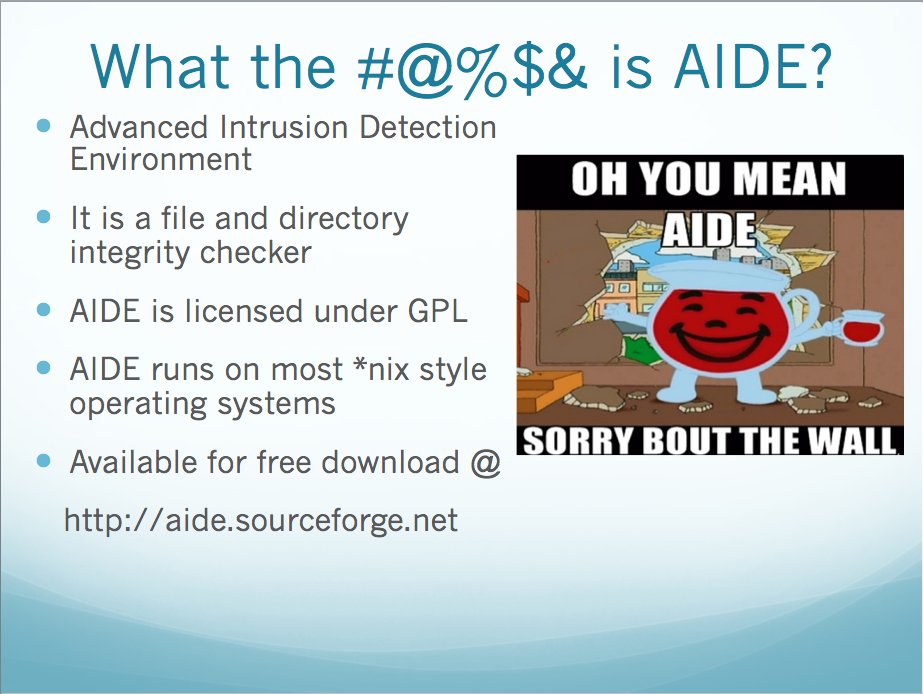 What the #@%$& is AIDE?
Advanced Intrusion Detection
Environment
It is a file and directory
integrity checker
AIDE is licensed under GPL
AIDE runs on most *nix style
operating systems
Available for free download @
http://aide.sourceforge.net
OH YOU MEAN
AIDE
SORRY BOUT THE WALL